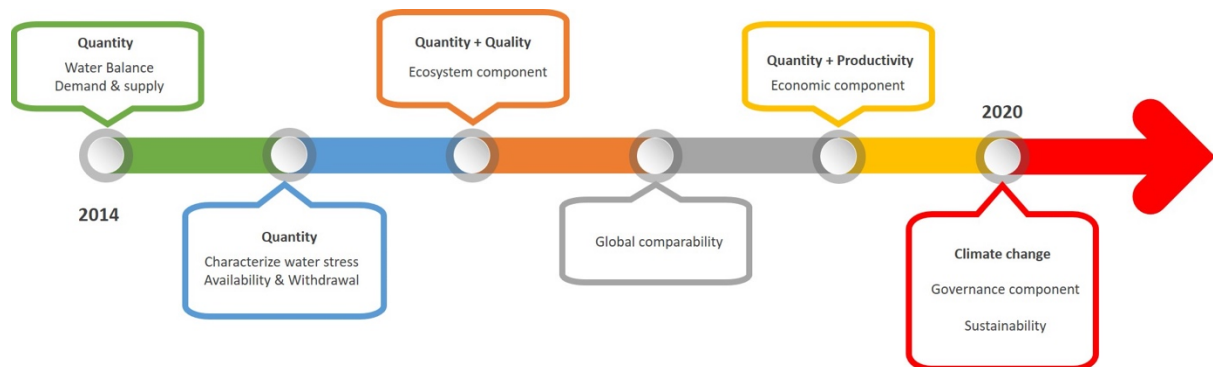 Quantity
Water Balance
Demand & supply
2014
Quantity
Characterize water stress
Availability & Withdrawal
Quantity + Quality
Ecosystem component
Global comparability
Quantity + Productivity
Economic component
2020
Climate change
Governance component
Sustainability